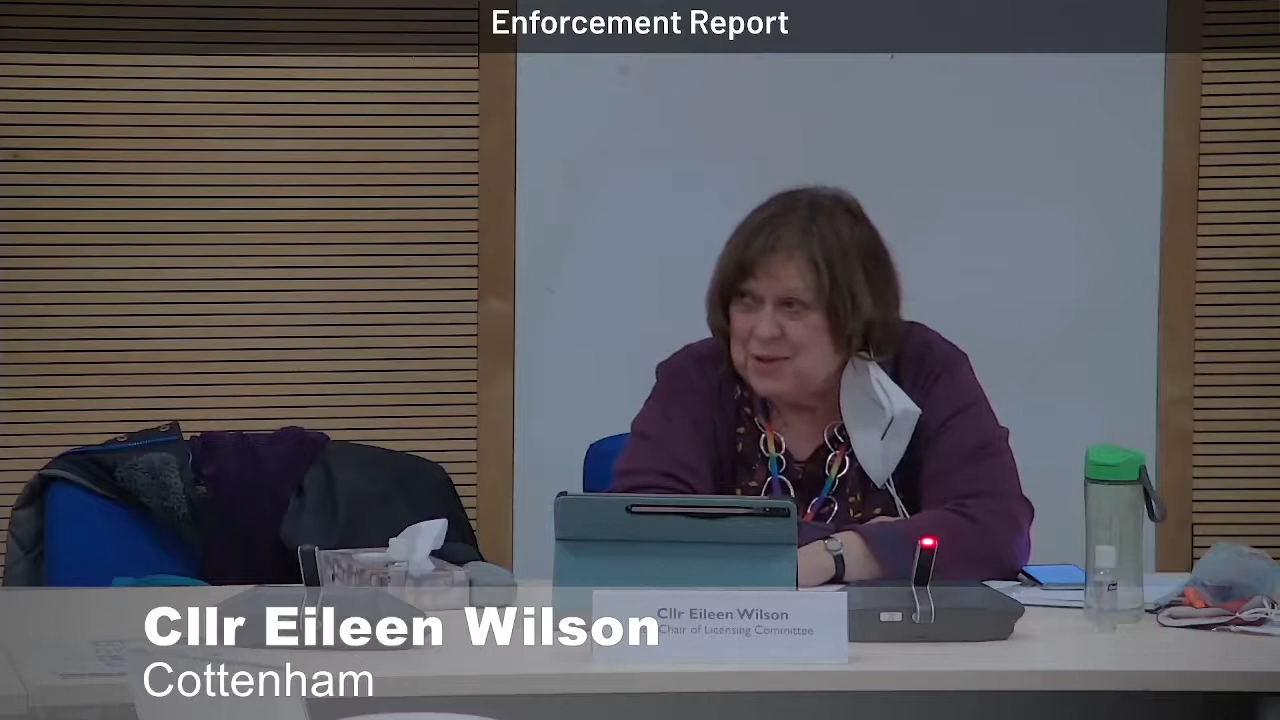 Enforcement Report
Cllr Eileen Wilson
Chair of Licensing Committee
Cllr Eileen Wilson
Cottenham